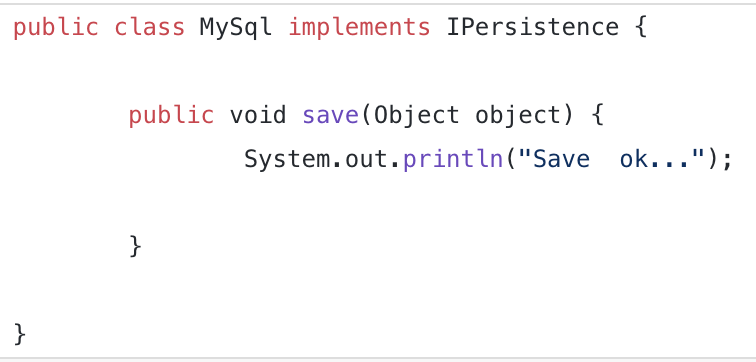 public class MySql implements IPersistence {
public void save(Object object) {
System.out.println("Save  ok...");
}
}